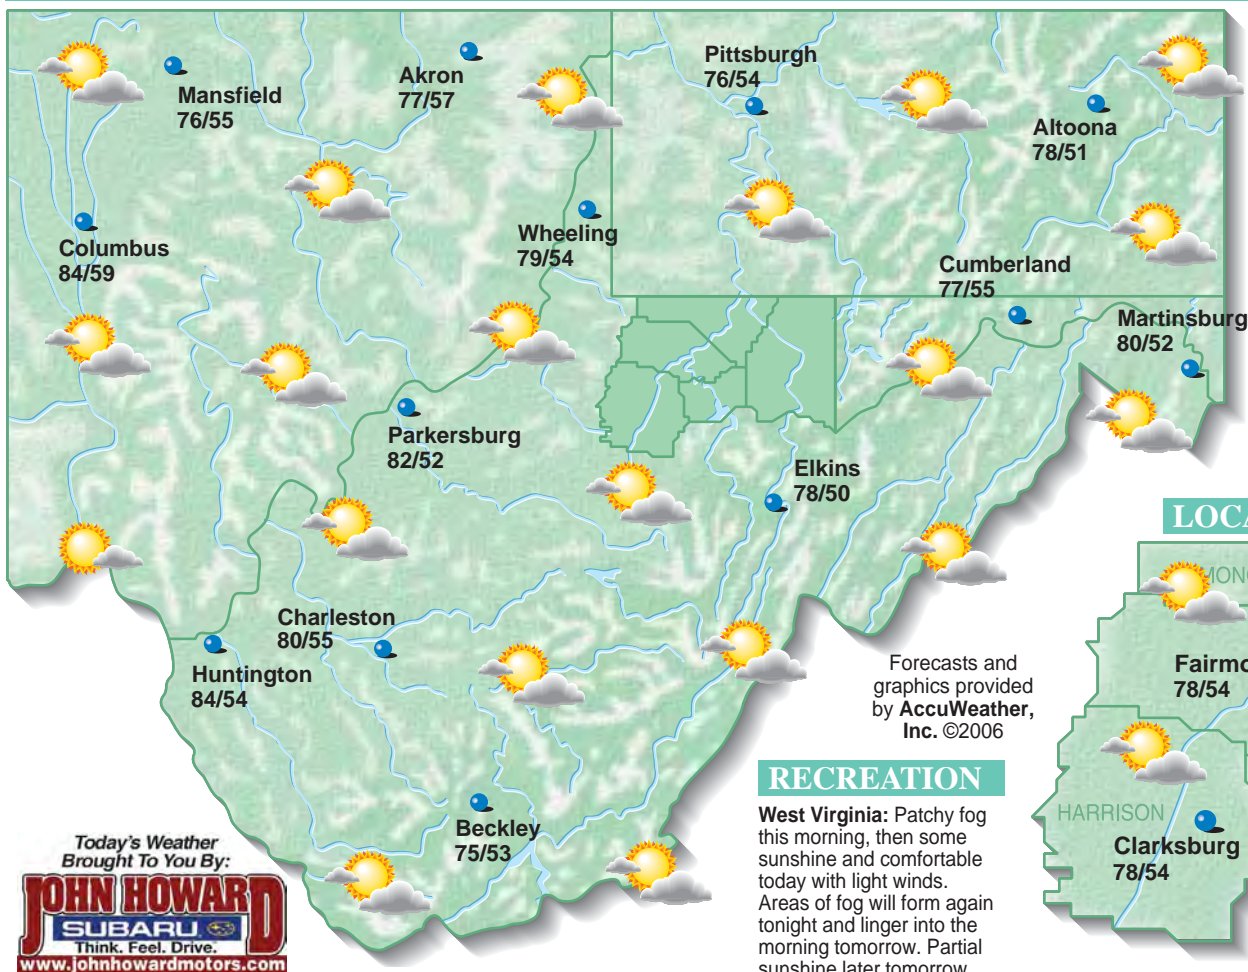 Mansfield
76/55
Akron
77/57
Pittsburgh
76/54
Altoona
78/51
Columbus
84/59
Wheeling
79/54
Cumberland
77/55
Martinsburg
80/52
Parkersburg
82/52
Elkins
78/50
Charleston
80/55
Huntington
84/54
Beckley
75/53
Forecasts and
graphics provided
by AccuWeather,
Inc. ©2006
RECREATION
West Virginia: Patchy fog
this morning, then some
sunshine and comfortable
today with light winds.
Areas of fog will form again
tonight and linger into the
morning tomorrow. Partial
sunshine later tomorrow
LOCA
MONO
Fairmo
78/54
HARRISON
Clarksburg
78/54
Today's Weather
Brought To You By:
JOHN HOWARD
SUBARU
Think. Feel. Drive.
www.johnhowardmotors.com